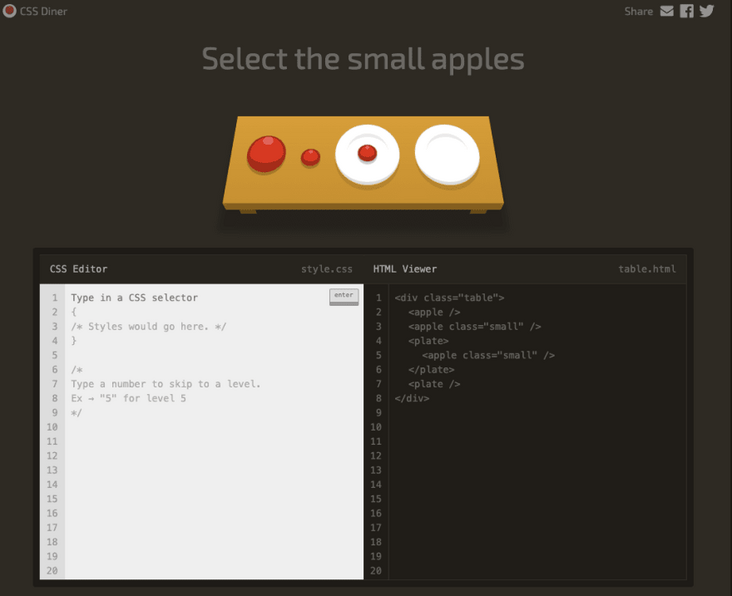 CSS Diner
Share
Select the small apples
CSS Editor
style.css
HTML Viewer
table.html
1 Type in a CSS selector
enter
2 {
3 /* Styles would go here. */
4 }
5
6 /*
7 Type a number to skip to a level.
8 Ex → "5" for level 5
9 */
10
11
12
13
14
15
16
17
18
19
20
1 <div class="table">
2 <apple />
3 <apple class="small" />
4 <plate>
5 <apple class="small" />
6 </plate>
7 <plate />
8 </div>
9
10
11
12
13
14
15
16
17
18
19
20